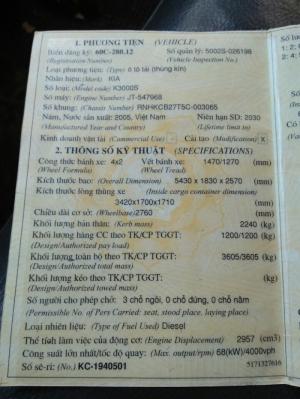 1. PHƯƠNG TIỆN (VEHICLE)
Biển đăng ký: 60C-280.12 Số quản lý: 5002S-026198
(Registration Number) (Vehicle Inspection No.)
Loại phương tiện: (Type) ô tô tải (thùng kín)
Nhãn hiệu: (Mark) KIA
Số loại: (Model code) K3000S
Số máy: (Engine Number) JT-547968
Số khung: (Chassis Number) RNHKCB27T5C-003065
Năm, Nước sản xuất: 2005, Việt Nam Niên hạn SD: 2030
(Manufactured Year and Country) (Lifetime limit to)
Kinh doanh vận tải (Commercial Use) Cải tạo (Modification) X
2. THÔNG SỐ KỸ THUẬT (SPECIFICATIONS)
Công thức bánh xe: 4x2 Vết bánh xe: 1470/1270 (mm)
(Wheel Formula) (Wheel Tread)
Kích thước bao: (Overall Dimension) 5430 x 1830 x 2570 (mm)
Kích thước lòng thùng xe (Inside cargo container dimension)
3420x1700x1710 (mm)
Chiều dài cơ sở: (Wheelbase) 2760 (mm)
Khối lượng bản thân: (Kerb mass) 2240 (kg)
Khối lượng hàng CC theo TK/CP TGGT: 1200/1200 (kg)
(Design/Authorized pay load)
Khối lượng toàn bộ theo TK/CP TGGT: 3605/3605 (kg)
(Design/Authorized total mass)
Khối lượng kéo theo TK/CP TGGT: (kg)
(Design/Authorized towed mass)
Số người cho phép chở: 3 chỗ ngồi, 0 chỗ đứng, 0 chỗ nằm
(Permissible No. of Pers Carried: seat, stood place, laying place)
Loại nhiên liệu: (Type of Fuel Used) Diesel
Thể tích làm việc của động cơ: (Engine Displacement) 2957 (cm3)
Công suất lớn nhất/tốc độ quay: (Max. output/rpm) 68(kW)/4000vph
Số sê-ri: (No.) KC-1940501 5171327616